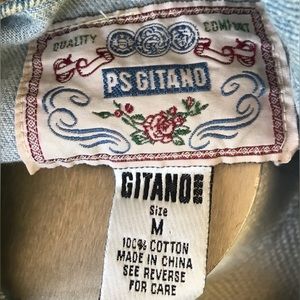 QUALITY COMFORT
PS GITANO
GITANO
Size
M
100% COTTON
MADE IN CHINA
SEE REVERSE
FOR CARE